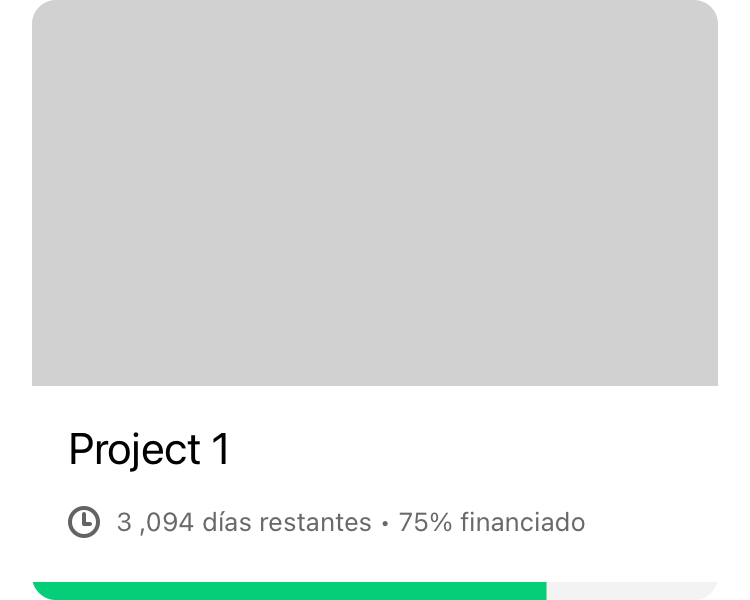 Project 1
3 ,094 días restantes • 75% financiado